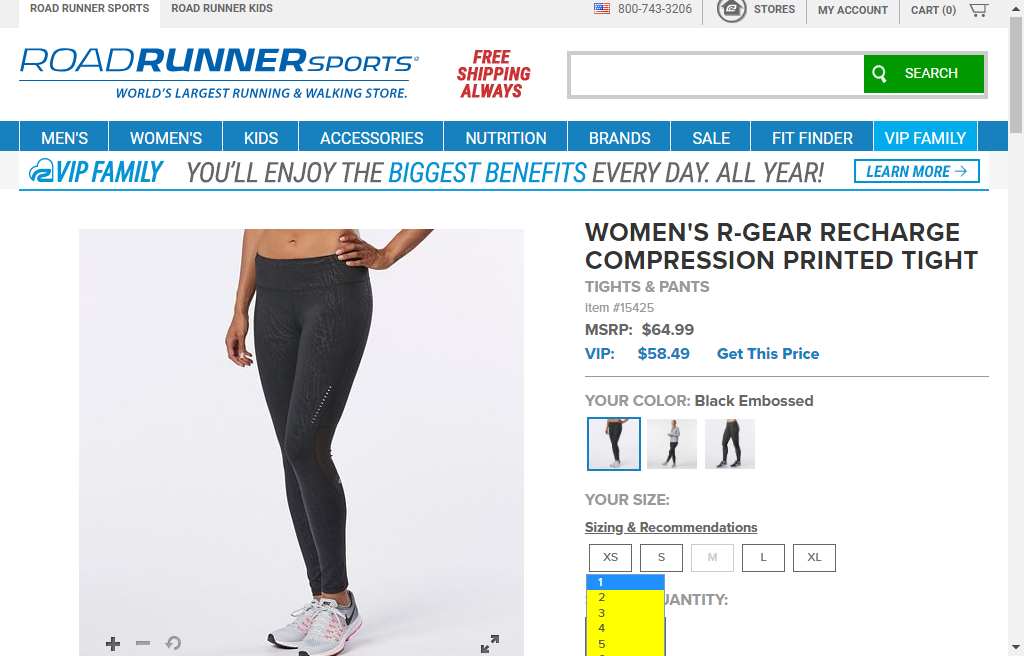 ROAD RUNNER SPORTS
ROAD RUNNER KIDS
800-743-3206
STORES
MY ACCOUNT
CART (0)
ROADRUNNERSPORTS
WORLD'S LARGEST RUNNING & WALKING STORE.
FREE
SHIPPING
ALWAYS
SEARCH
MEN'S
WOMEN'S
KIDS
ACCESSORIES
NUTRITION
BRANDS
SALE
FIT FINDER
VIP FAMILY
VIP FAMILY
YOU'LL ENJOY THE BIGGEST BENEFITS EVERY DAY. ALL YEAR!
LEARN MORE →
WOMEN'S R-GEAR RECHARGE
COMPRESSION PRINTED TIGHT
TIGHTS & PANTS
Item #15425
MSRP: $64.99
VIP: $58.49 Get This Price
YOUR COLOR: Black Embossed
YOUR SIZE:
Sizing & Recommendations
XS
S
M
L
XL
1
2
3
4
5